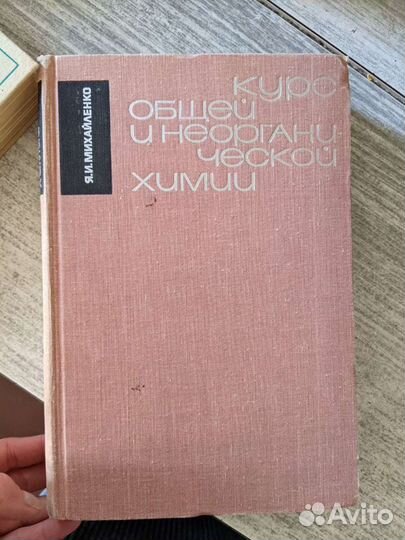 Я.И.МИХАЙЛЕНКО
КУРС
ОБЩЕЙ
И НЕОРГАНИ
ЧЕСКОЙ
ХИМИИ
Avito